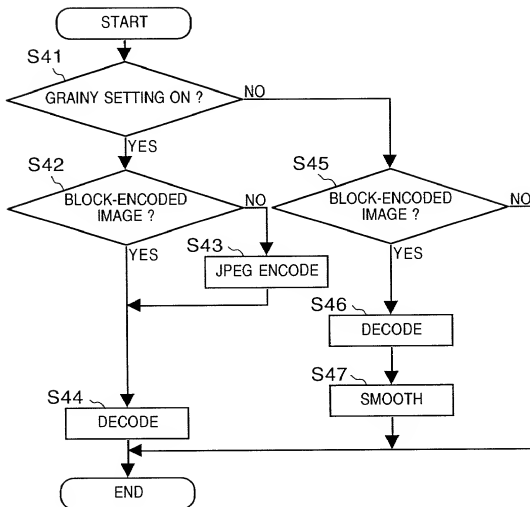 START
S41
GRAINY SETTING ON ?
NO
YES
S42
BLOCK-ENCODED
IMAGE ?
NO
YES
S43
JPEG ENCODE
S44
DECODE
S45
BLOCK-ENCODED
IMAGE ?
NO
YES
S46
DECODE
S47
SMOOTH
END